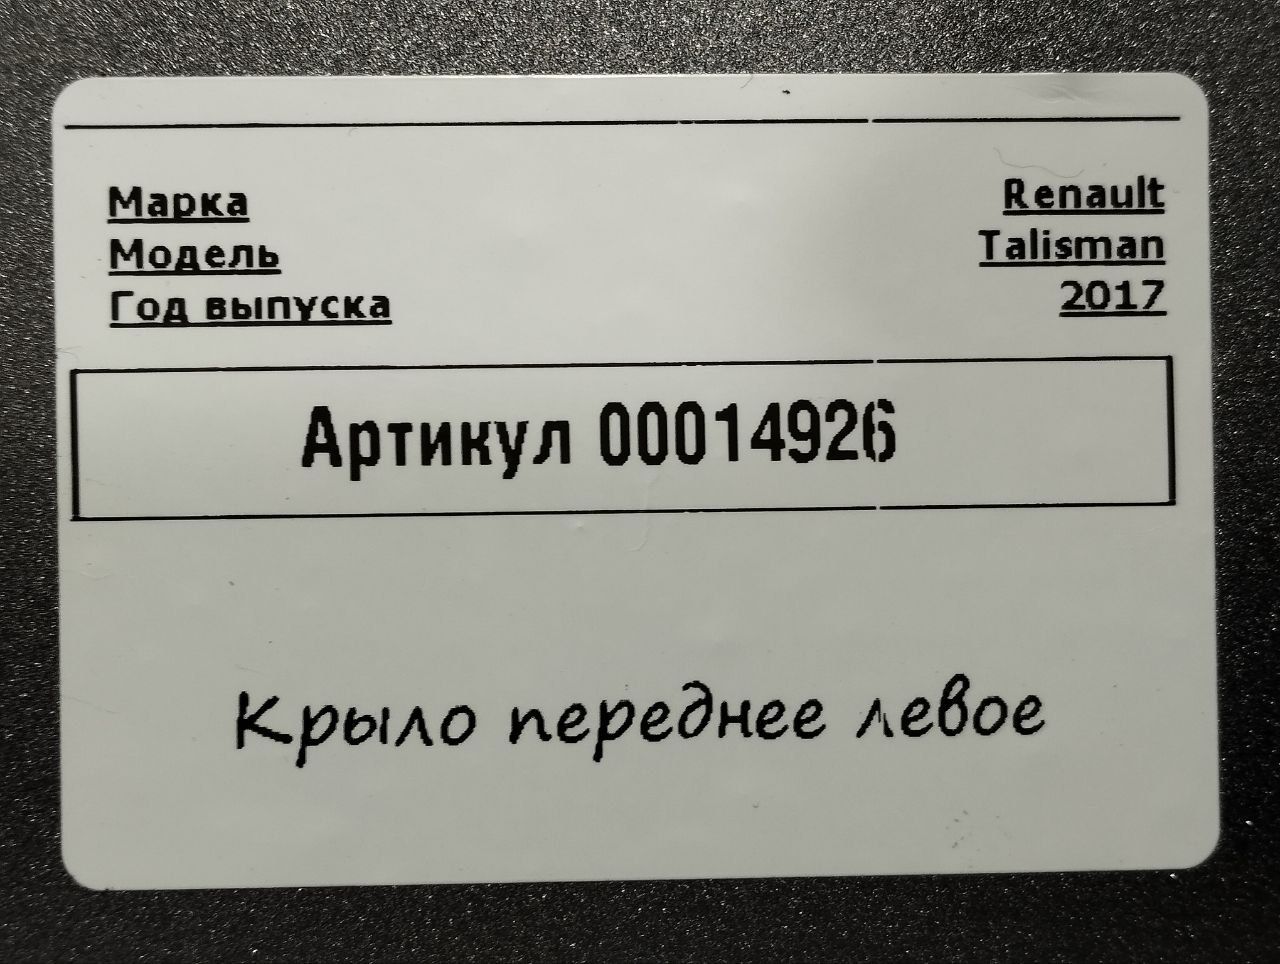 Марка Renault
Модель Talisman
Год выпуска 2017
Артикул 00014926
Крыло переднее левое